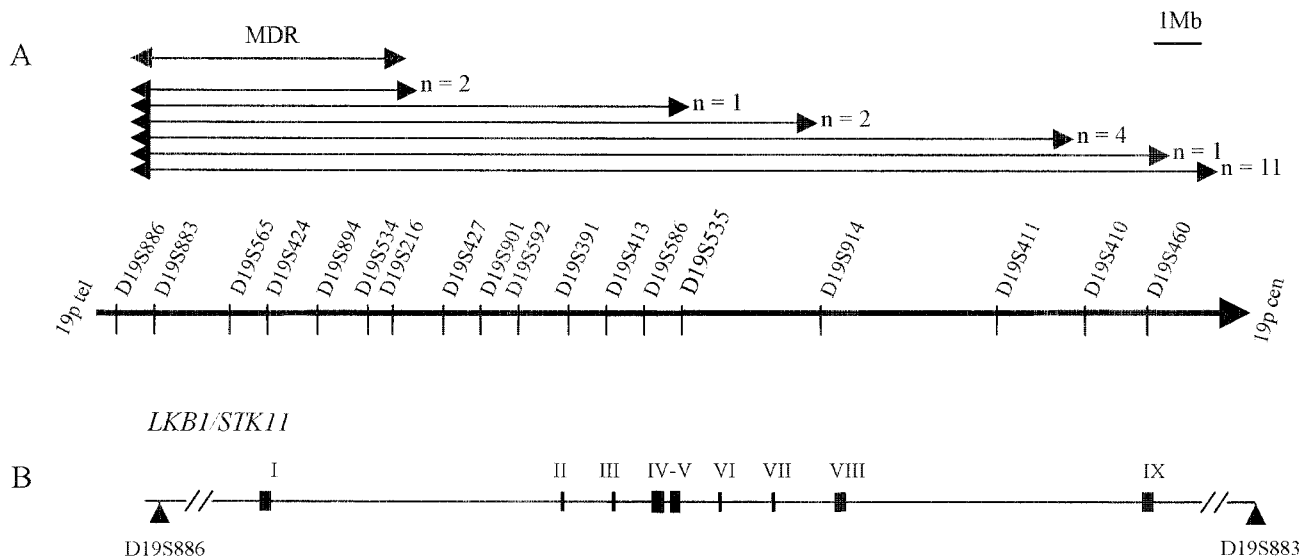 1Mb
A
MDR
n = 2
n = 1
n = 2
n = 4
n = 1
n = 11
19p tel
D19S886
D19S883
D19S565
D19S424
D19S894
D19S534
D19S216
D19S427
D19S901
D19S592
D19S391
D19S413
D19S586
D19S535
D19S914
D19S411
D19S410
D19S460
19p cen
LKB1/STK11
B
I II III IV-V VI VII VIII IX
D19S886 D19S883